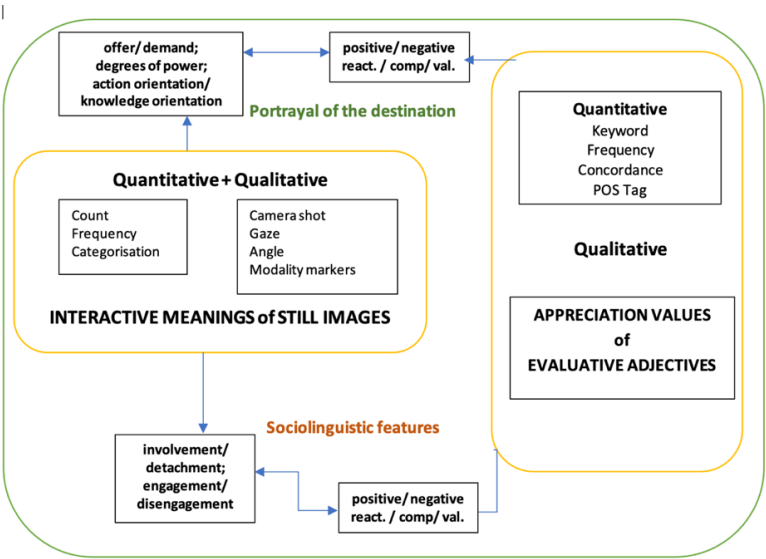 offer/ demand;
degrees of power;
action orientation/
knowledge orientation
positive/ negative
react. / comp/ val.
Portrayal of the destination
Quantitative
Keyword
Frequency
Concordance
POS Tag
Quantitative + Qualitative
Count
Frequency
Categorisation
Camera shot
Gaze
Angle
Modality markers
INTERACTIVE MEANINGS of STILL IMAGES
Qualitative
APPRECIATION VALUES
of
EVALUATIVE ADJECTIVES
Sociolinguistic features
involvement/
detachment;
engagement/
disengagement
positive/ negative
react. / comp/ val.